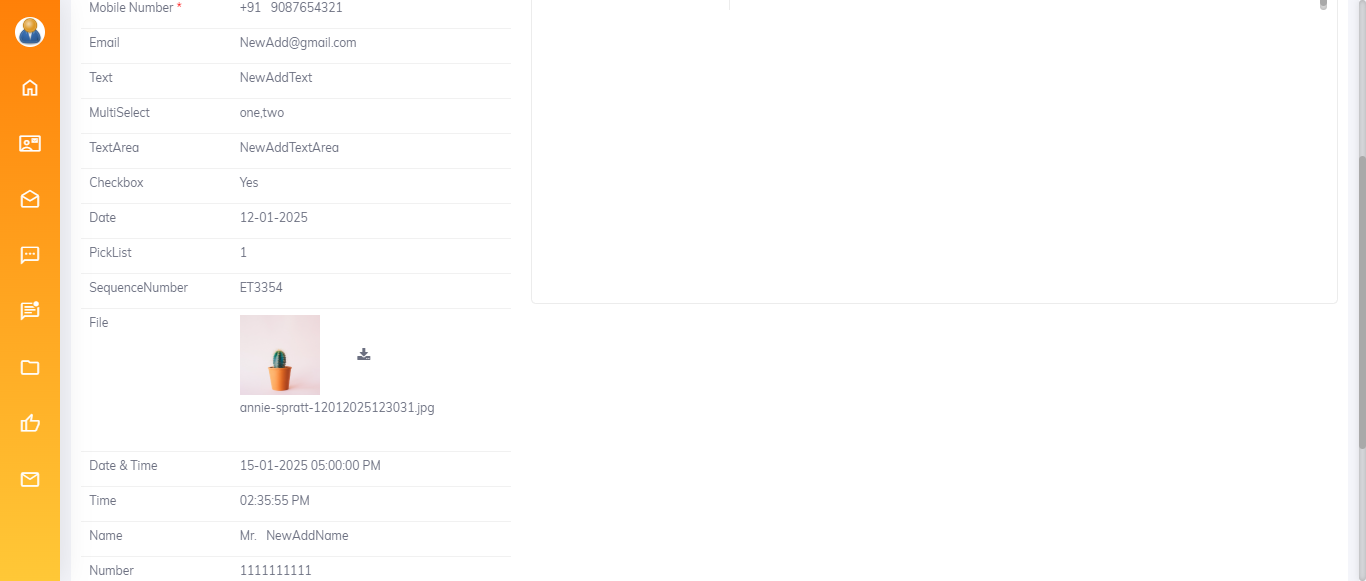 Mobile Number * +91 9087654321
Email NewAdd@gmail.com
Text NewAddText
MultiSelect one,two
TextArea NewAddTextArea
Checkbox Yes
Date 12-01-2025
PickList 1
SequenceNumber ET3354
File
annie-spratt-12012025123031.jpg
Date & Time 15-01-2025 05:00:00 PM
Time 02:35:55 PM
Name Mr. NewAddName
Number 1111111111